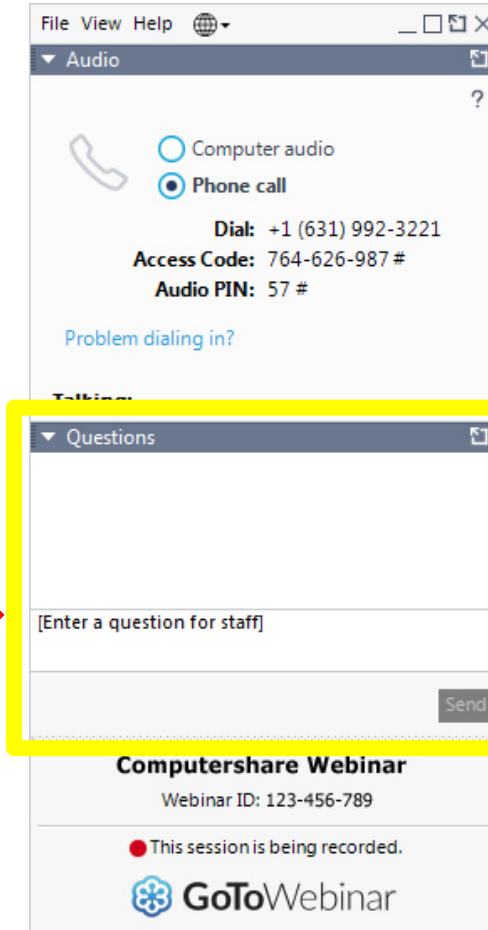 File View Help
Audio
?
Computer audio
Phone call
Dial: +1 (631) 992-3221
Access Code: 764-626-987 #
Audio PIN: 57 #
Problem dialing in?
Talking:
Questions
[Enter a question for staff]
Send
Computershare Webinar
Webinar ID: 123-456-789
This session is being recorded.
GoToWebinar